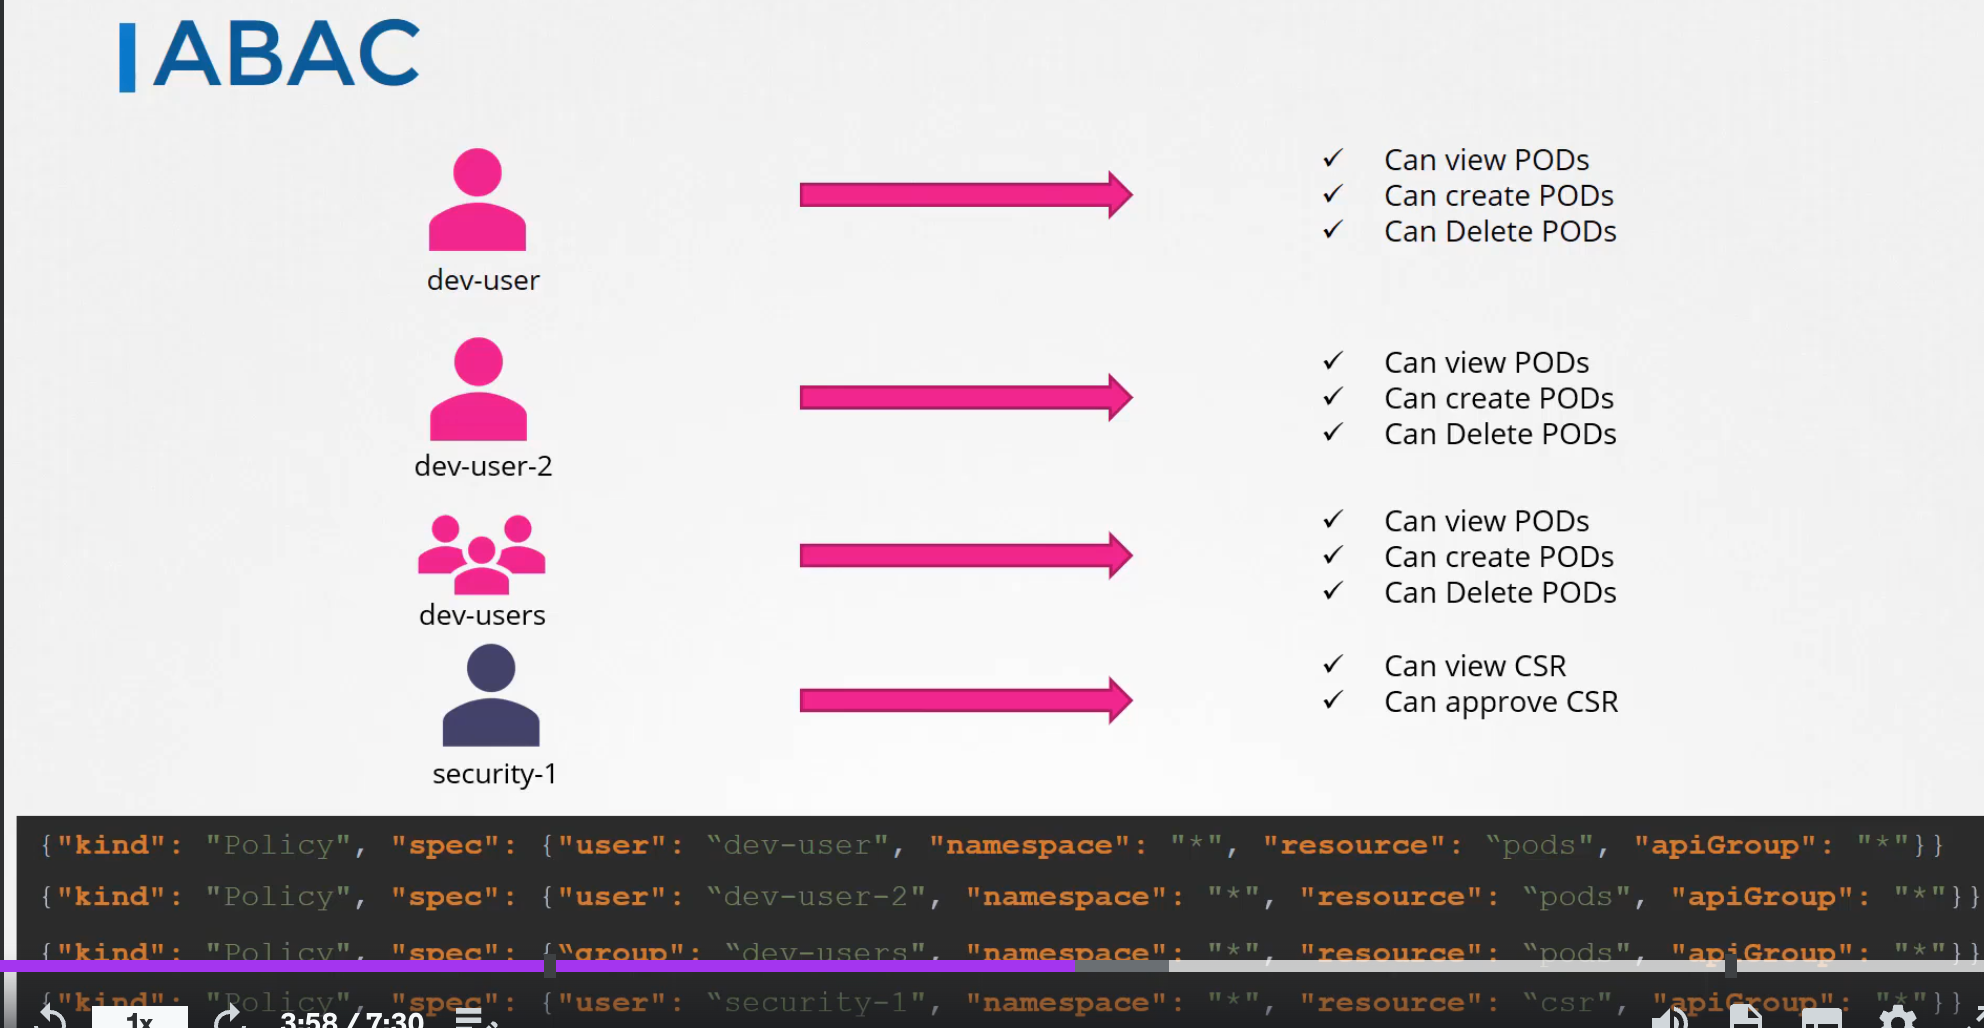 ABAC
✓ Can view PODs
✓ Can create PODs
✓ Can Delete PODs
dev-user
✓ Can view PODs
✓ Can create PODs
✓ Can Delete PODs
dev-user-2
✓ Can view PODs
✓ Can create PODs
✓ Can Delete PODs
dev-users
✓ Can view CSR
✓ Can approve CSR
security-1
{"kind": "Policy", "spec": {"user": “dev-user", "namespace": "*", "resource": “pods", "apiGroup": "*"}}
{"kind": "Policy", "spec": {"user": “dev-user-2", "namespace": "*", "resource": “pods", "apiGroup": "*"}}
{"kind": "Policy", "spec": {“group": “dev-users", "namespace": "*", "resource": “pods", "apiGroup": "*"}}
{"kind": "Policy", "spec": {"user": “security-1", "namespace": "*", "resource": “csr", "apiGroup": "*"}}
1x 3:58 / 7:30